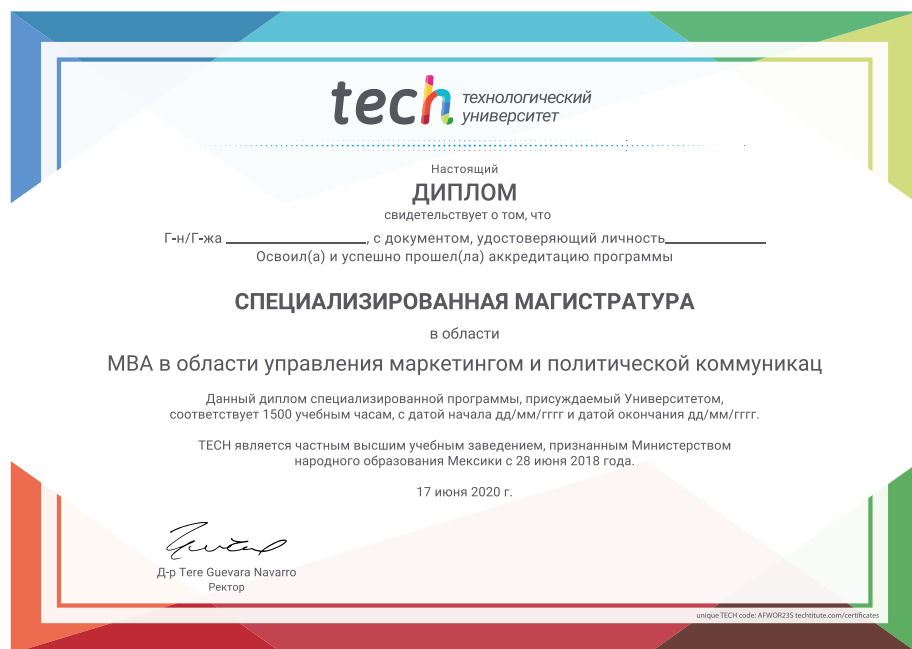 tech технологический
университет
Настоящий
ДИПЛОМ
свидетельствует о том, что
Г-н/Г-жа ____________, с документом, удостоверяющий личность____________
Освоил(а) и успешно прошел(ла) аккредитацию программы
СПЕЦИАЛИЗИРОВАННАЯ МАГИСТРАТУРА
в области
МВА в области управления маркетингом и политической коммуникац
Данный диплом специализированной программы, присуждаемый Университетом,
соответствует 1500 учебным часам, с датой начала дд/мм/гггг и датой окончания дд/мм/гггг.
TECH является частным высшим учебным заведением, признанным Министерством
народного образования Мексики с 28 июня 2018 года.
17 июня 2020 г.
Д-р Tere Guevara Navarro
Ректор
unique TECH code: AFWOR23S techtitute.com/certificates